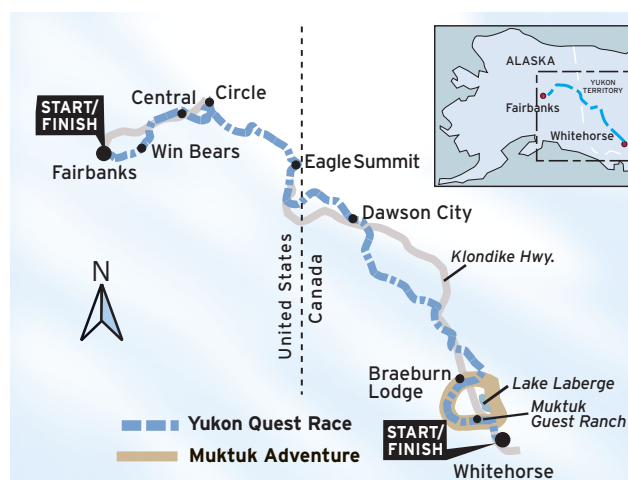 ALASKA
YUKON
TERRITORY
Fairbanks
Whitehorse
START/
FINISH
Central
Circle
Win Bears
Fairbanks
Eagle Summit
Dawson City
Klondike Hwy.
N
United States
Canada
Braeburn
Lodge
Lake Laberge
Muktuk
Guest Ranch
START/
FINISH
Whitehorse
Yukon Quest Race
Muktuk Adventure